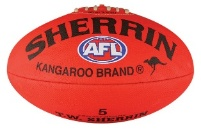 SHERRIN
AFL
KANGAROO BRAND®
5
T.W. SHERRIN